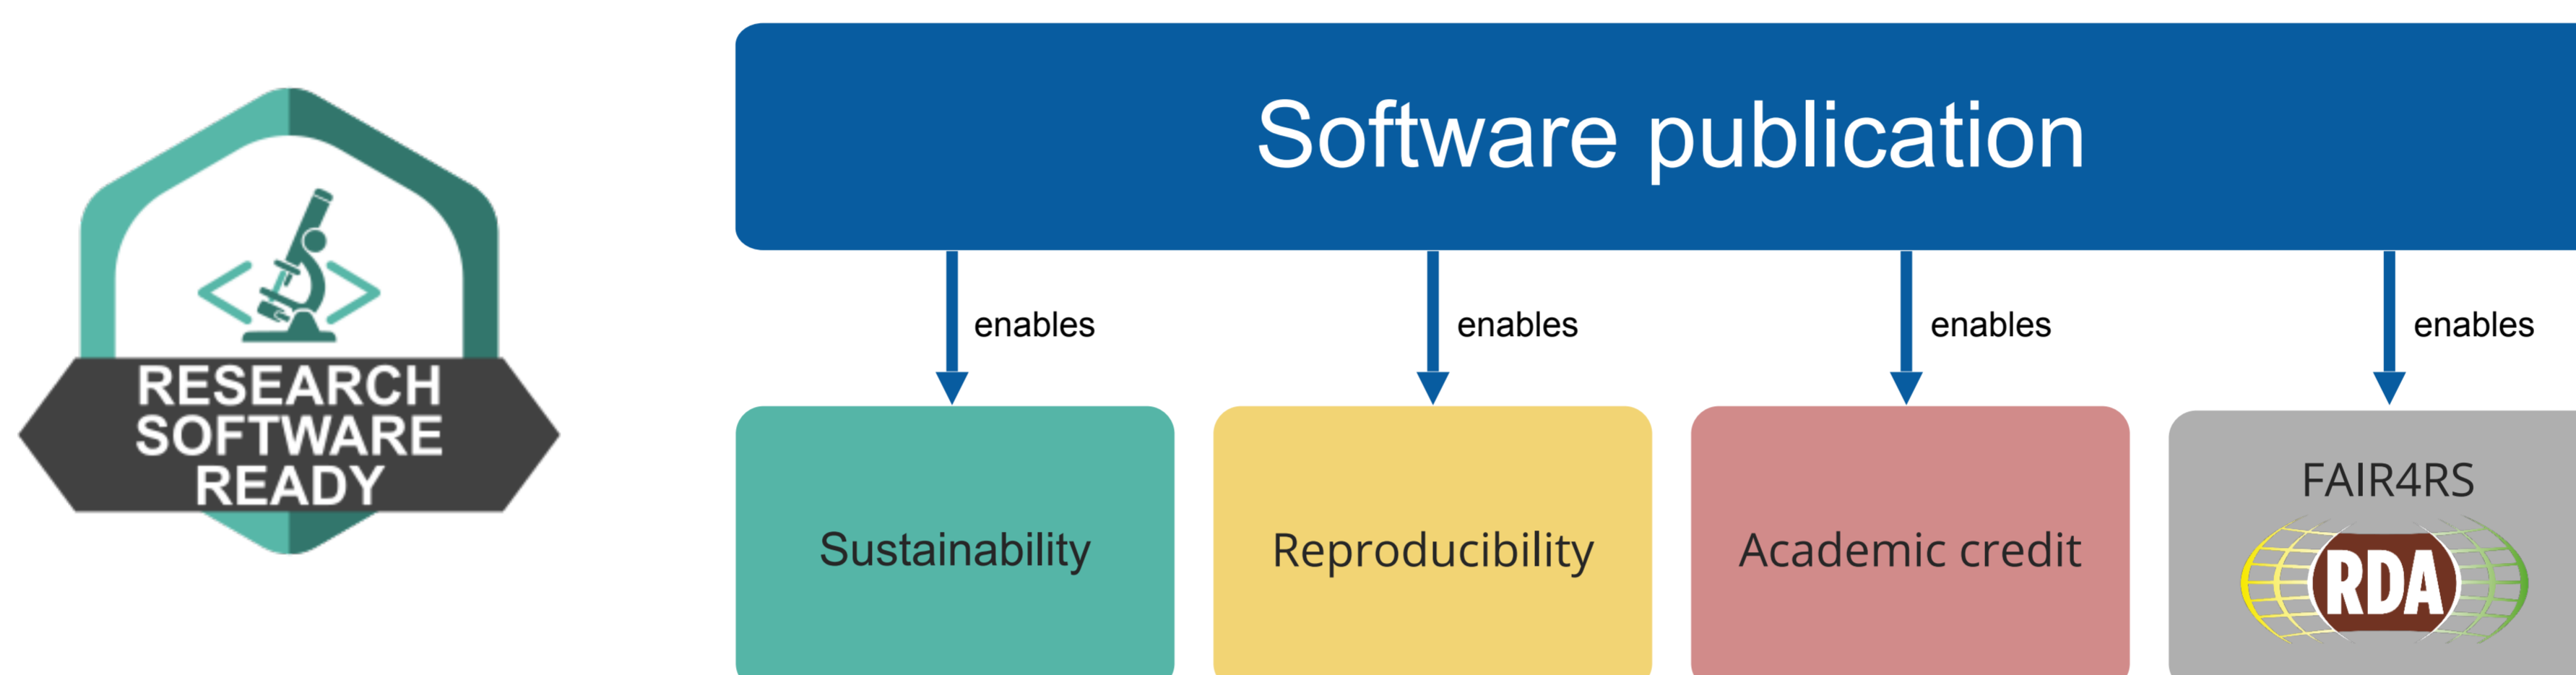 RESEARCH
SOFTWARE
READY
Software publication
enables
enables
enables
enables
Sustainability
Reproducibility
Academic credit
FAIR4RS
RDA